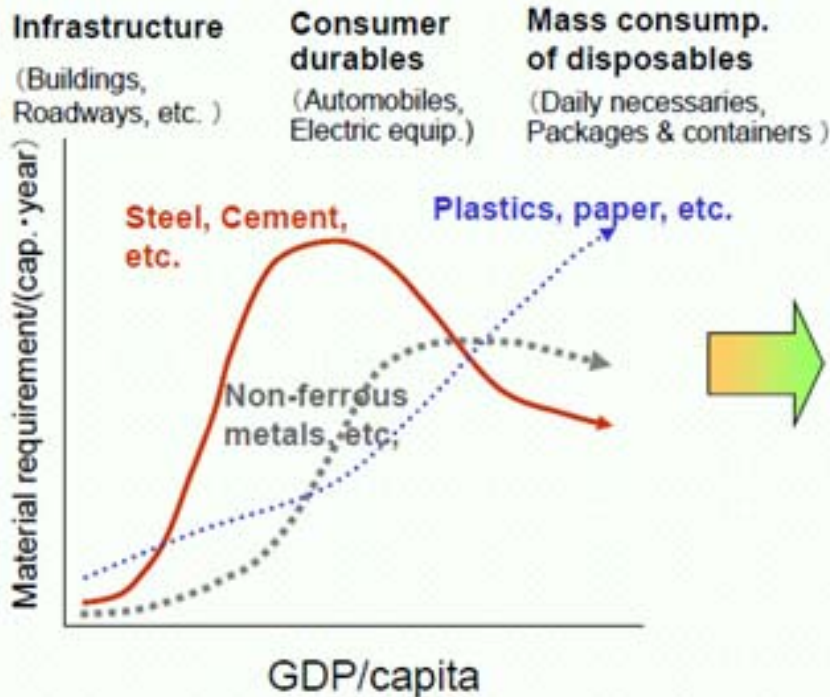 Infrastructure
(Buildings,
Roadways, etc. )
Consumer
durables
(Automobiles,
Electric equip.)
Mass consump.
of disposables
(Daily necessaries,
Packages & containers )
Material requirement/(cap.・year)
Steel, Cement,
etc.
Plastics, paper, etc.
Non-ferrous
metals, etc,
GDP/capita